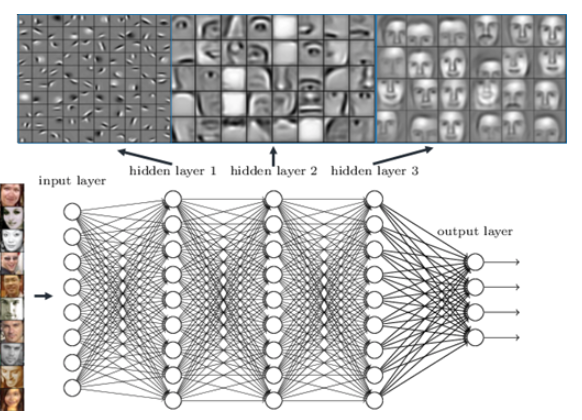 hidden layer 1 hidden layer 2 hidden layer 3
input layer
output layer